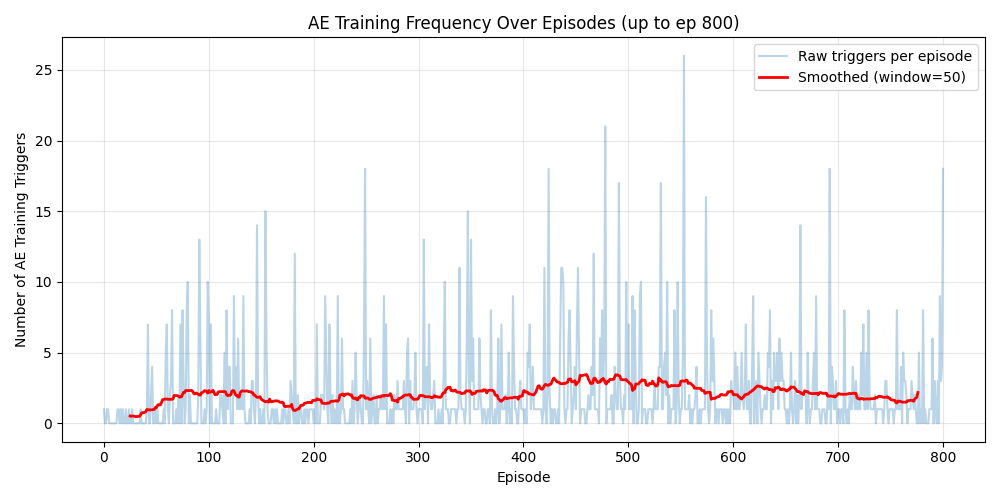 AE Training Frequency Over Episodes (up to ep 800)
Raw triggers per episode
Smoothed (window=50)
Number of AE Training Triggers
25
20
15
10
5
0
0 100 200 300 400 500 600 700 800
Episode